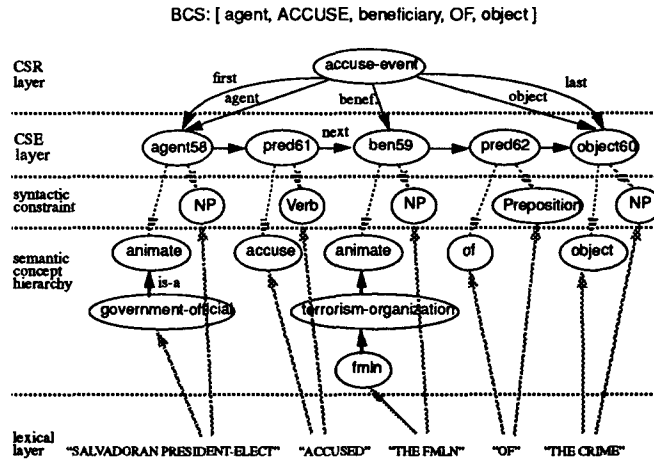 BCS: [ agent, ACCUSE, beneficiary, OF, object ]
CSR layer
accuse-event
first
agent
benef.
object
last
CSE layer
agent58
pred61
next
ben59
pred62
object60
syntactic constraint
NP
Verb
NP
Preposition
NP
semantic concept hierarchy
animate
accuse
animate
of
object
is-a
government-official
terrorism-organization
fmln
lexical layer
"SALVADORAN PRESIDENT-ELECT" "ACCUSED" "THE FMLN" "OF" "THE CRIME"